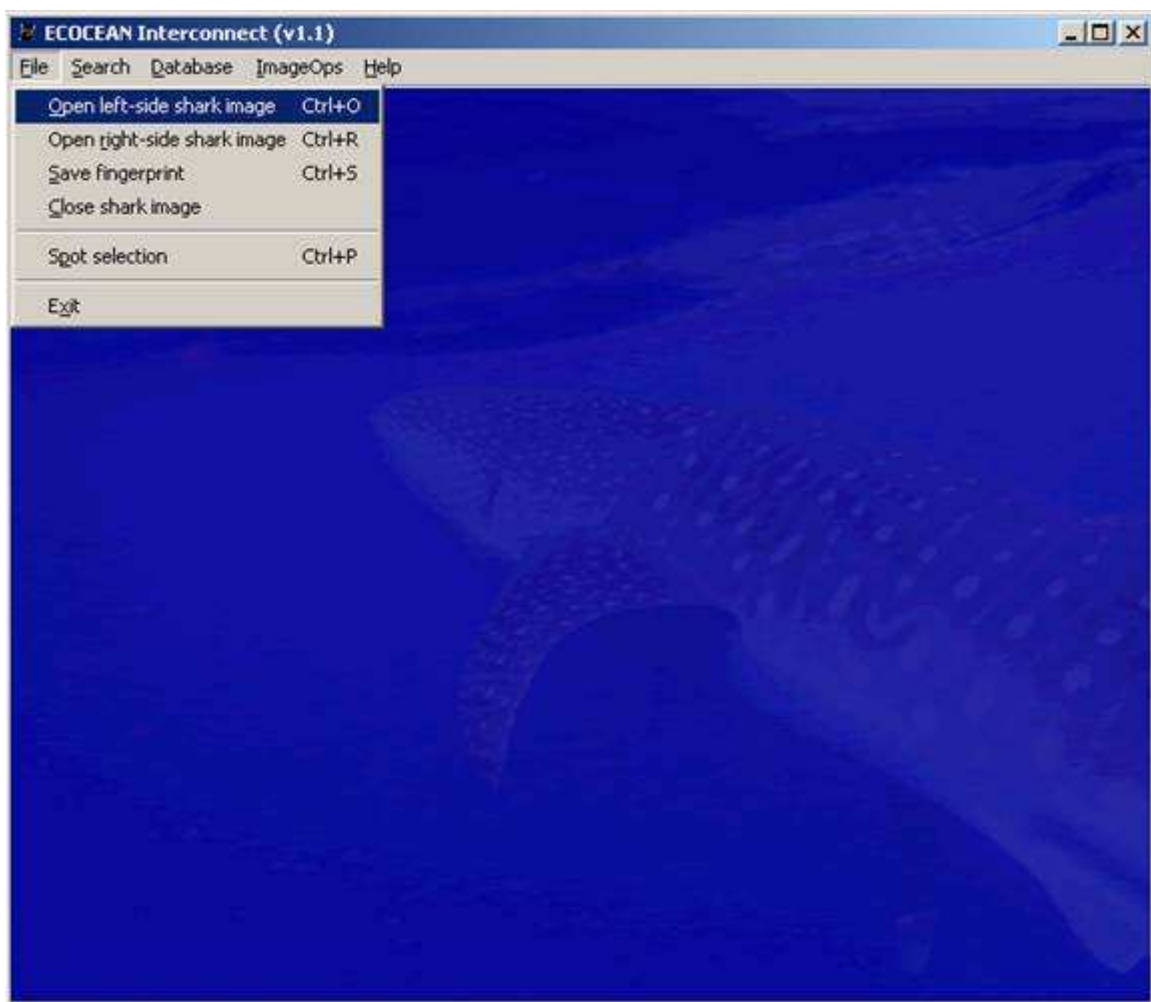 ECOCEAN Interconnect (v1.1)
File Search Database ImageOps Help
Open left-side shark image Ctrl+O
Open right-side shark image Ctrl+R
Save fingerprint Ctrl+S
Close shark image
Spot selection Ctrl+P
Exit